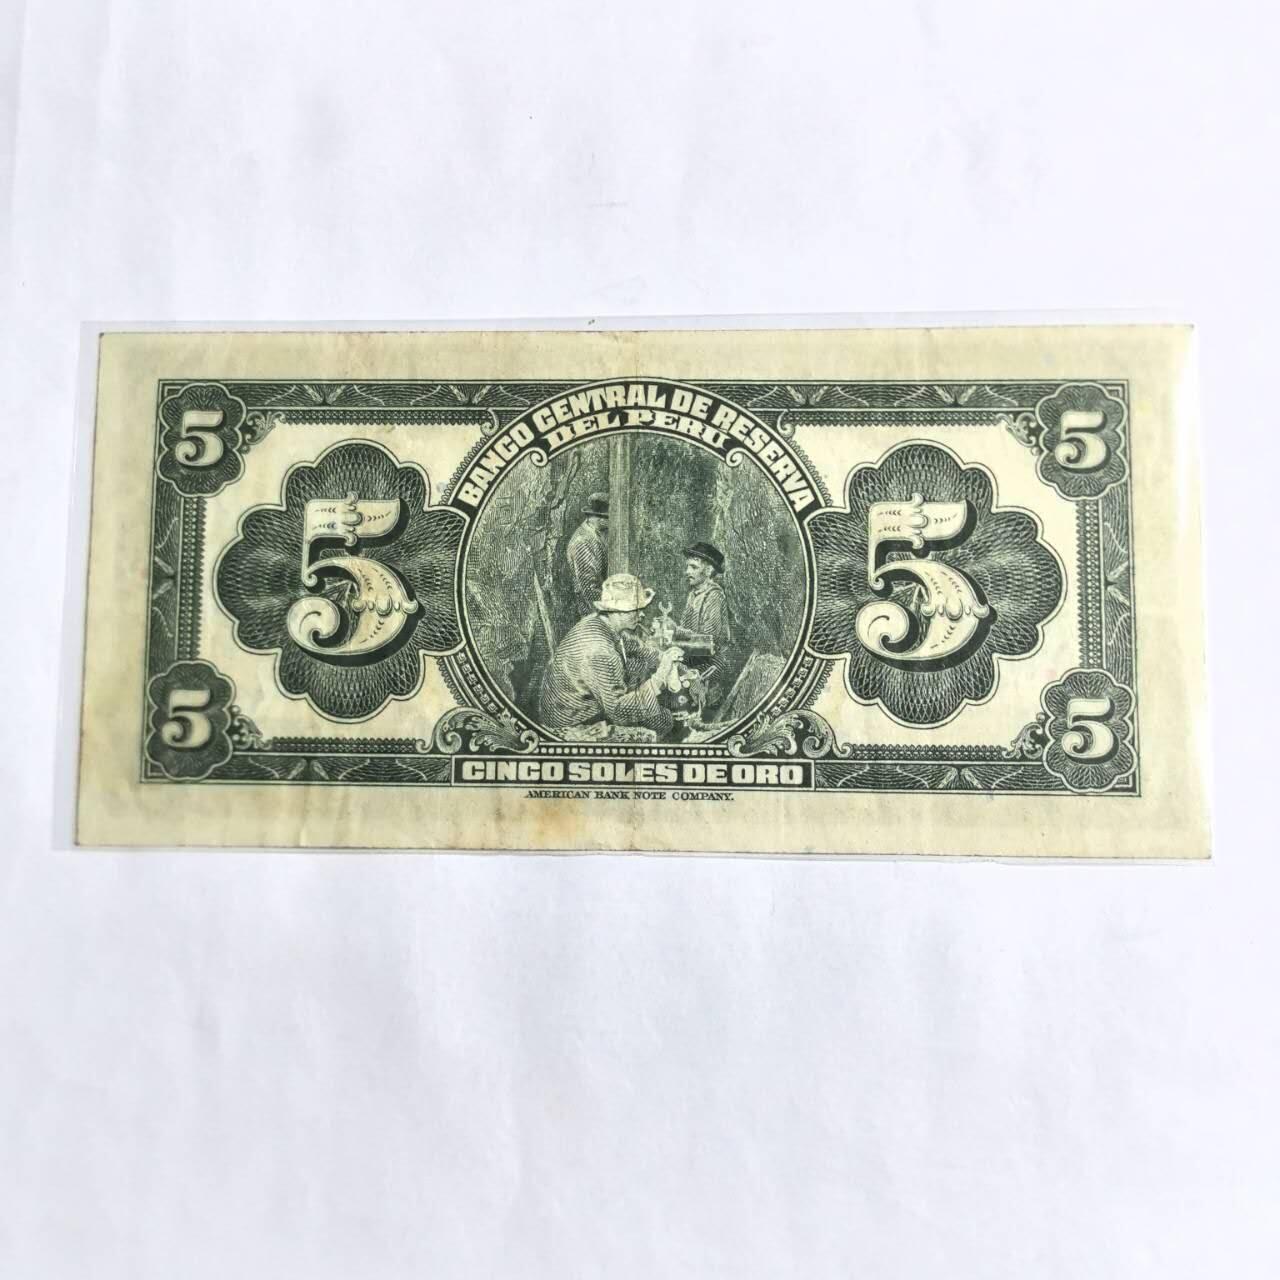 BANCO CENTRAL DE RESERVA
DEL PERU
5 5
5 5
5 5
CINCO SOLES DE ORO
AMERICAN BANK NOTE COMPANY.